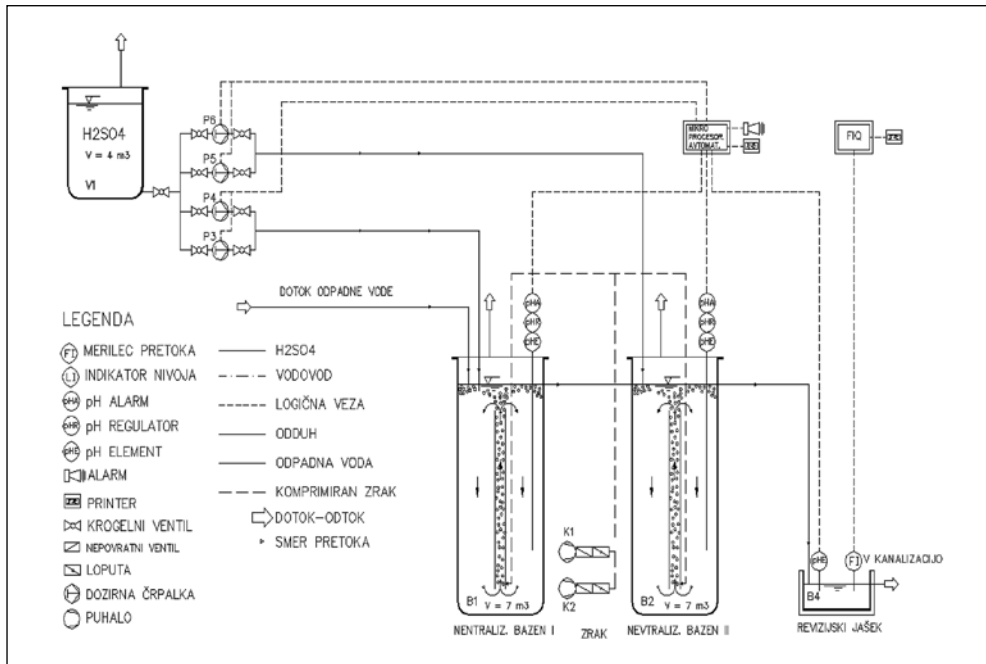 H2SO4
V = 4 m3
V1
P6
P5
P4
P3
MIKRO
PROCESOR.
AVTOMAT.
FIQ
DOTOK ODPADNE VODE
pHA
pHR
pHE
pHA
pHR
pHE
LEGENDA
FI MERILEC PRETOKA
LI INDIKATOR NIVOJA
pHA pH ALARM
pHR pH REGULATOR
pHE pH ELEMENT
ALARM
PRINTER
KROGELNI VENTIL
NEPOVRATNI VENTIL
LOPUTA
DOZIRNA ČRPALKA
PUHALO
H2SO4
VODOVOD
LOGIČNA VEZA
ODDUH
ODPADNA VODA
KOMPRIMIRAN ZRAK
DOTOK-ODTOK
SMER PRETOKA
B1
V = 7 m3
NENTRALIZ. BAZEN I
K1
K2
ZRAK
B2
V = 7 m3
NEVTRALIZ. BAZEN II
pHE
FI
V KANALIZACIJO
B4
REVIZIJSKI JAŠEK